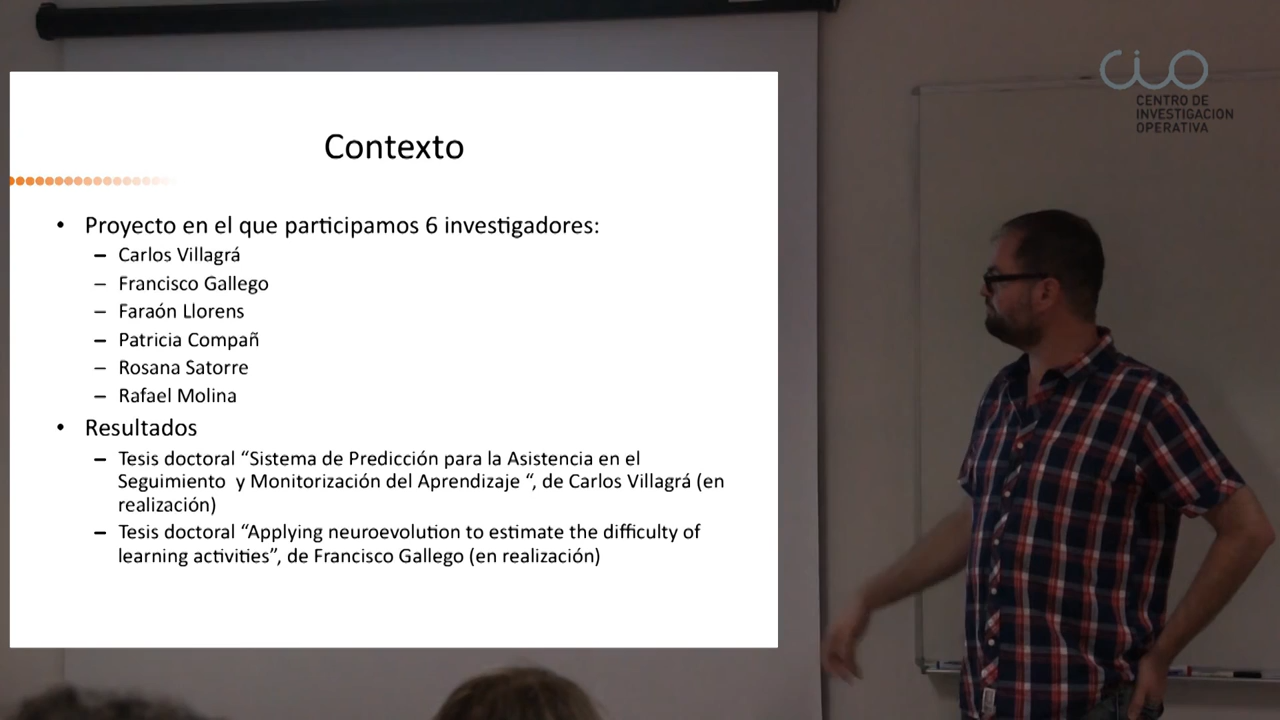 Contexto
• Proyecto en el que participamos 6 investigadores:
– Carlos Villagrá
– Francisco Gallego
– Faraón Llorens
– Patricia Compañ
– Rosana Satorre
– Rafael Molina
• Resultados
– Tesis doctoral “Sistema de Predicción para la Asistencia en el
Seguimiento y Monitorización del Aprendizaje “, de Carlos Villagrá (en
realización)
– Tesis doctoral “Applying neuroevolution to estimate the difficulty of
learning activities”, de Francisco Gallego (en realización)
CIO
CENTRO DE
INVESTIGACION
OPERATIVA